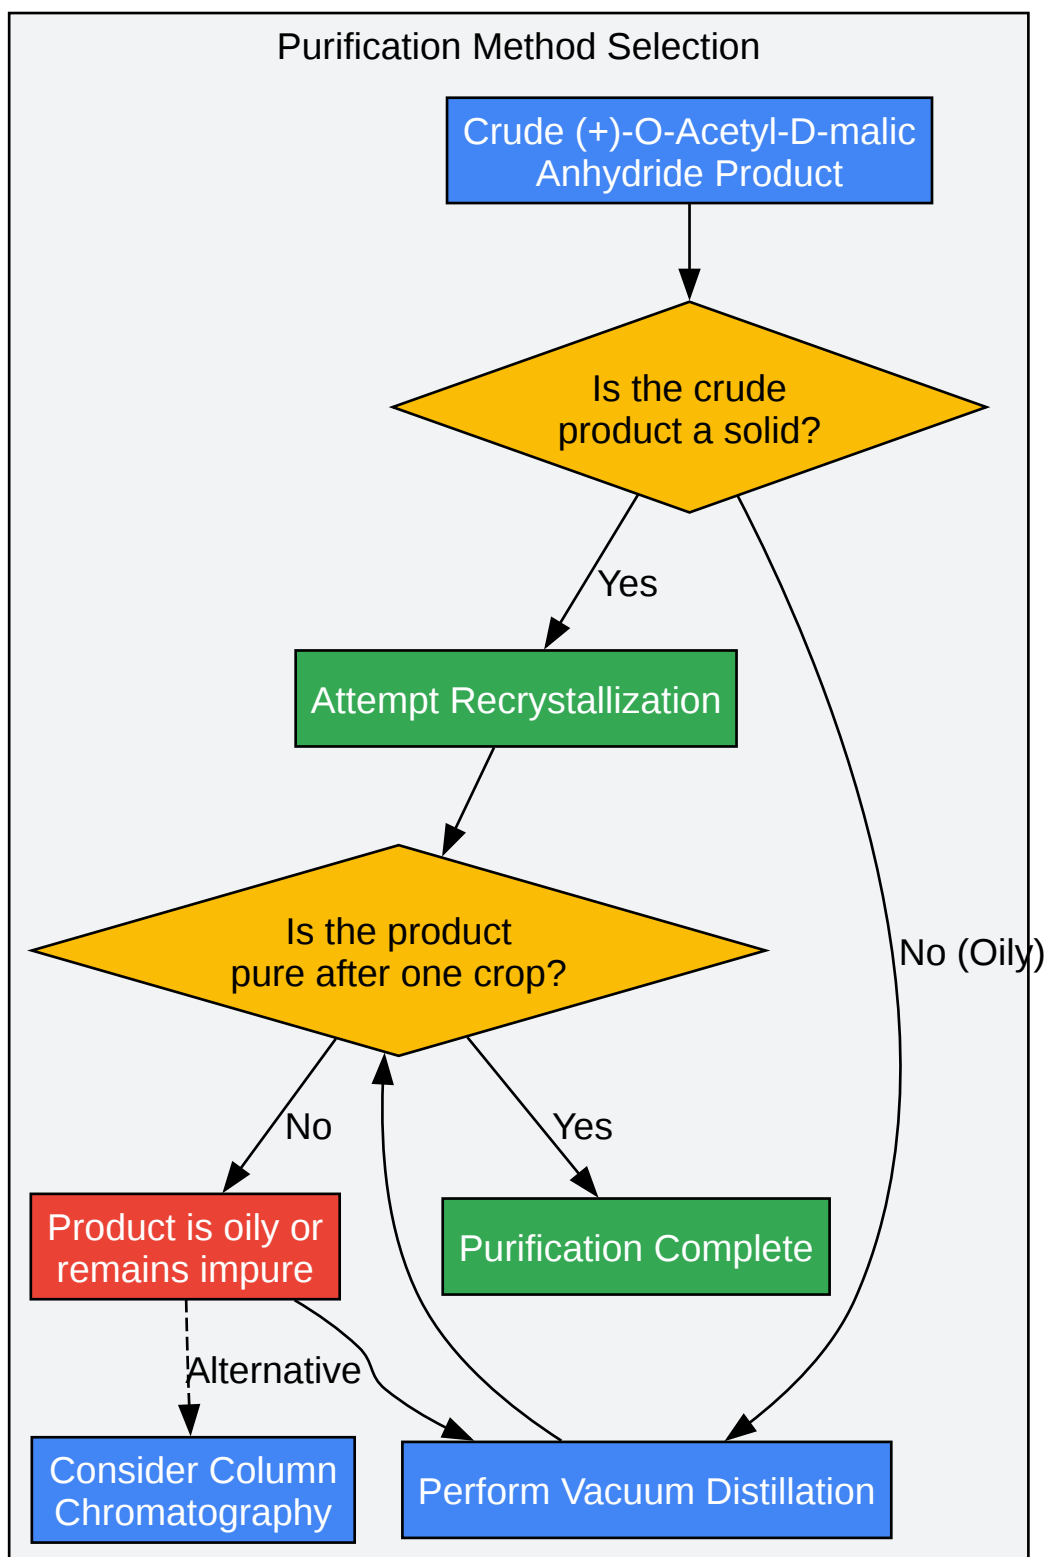 Purification Method Selection
Crude (+)-O-Acetyl-D-malic
Anhydride Product
Is the crude
product a solid?
Yes
Attempt Recrystallization
Is the product
pure after one crop?
No (Oily)
No
Yes
Product is oily or
remains impure
Purification Complete
Alternative
Consider Column
Chromatography
Perform Vacuum Distillation